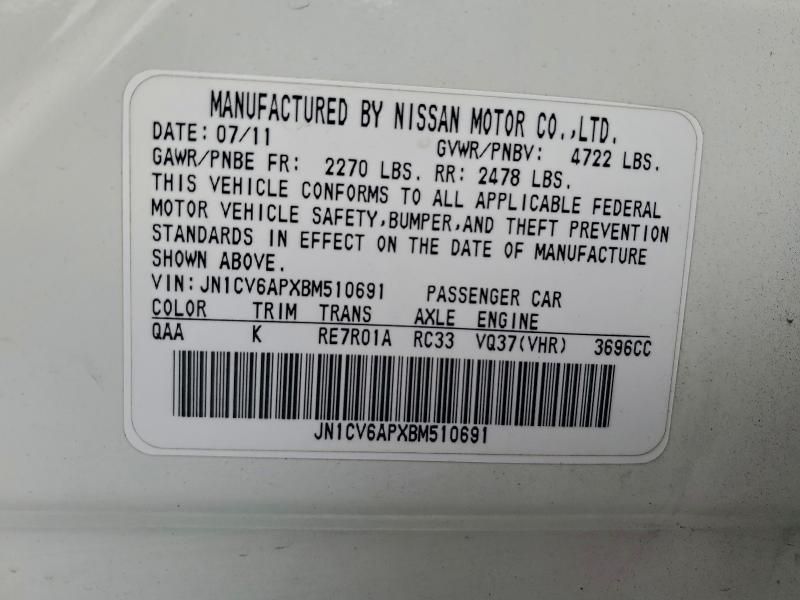 MANUFACTURED BY NISSAN MOTOR CO.,LTD.
DATE: 07/11 GVWR/PNBV: 4722 LBS.
GAWR/PNBE FR: 2270 LBS. RR: 2478 LBS.
THIS VEHICLE CONFORMS TO ALL APPLICABLE FEDERAL
MOTOR VEHICLE SAFETY,BUMPER,AND THEFT PREVENTION
STANDARDS IN EFFECT ON THE DATE OF MANUFACTURE
SHOWN ABOVE.
VIN:JN1CV6APXBM510691 PASSENGER CAR
COLOR TRIM TRANS AXLE ENGINE
QAA K RE7R01A RC33 VQ37(VHR) 3696CC
JN1CV6APXBM510691